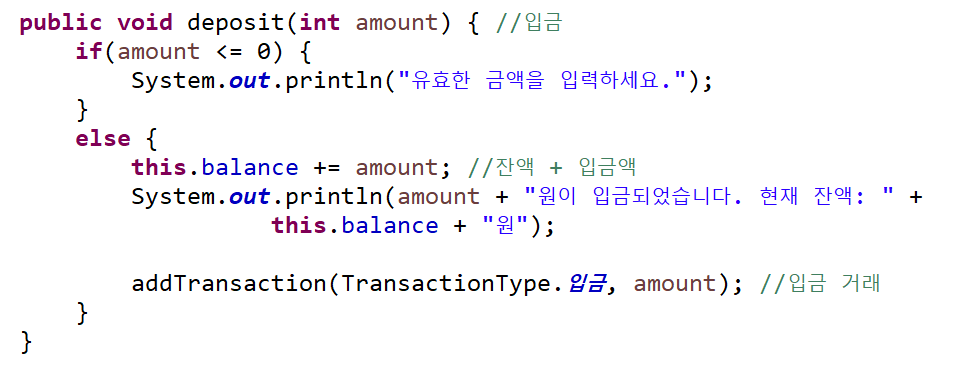 public void deposit(int amount) { //입금
if(amount <= 0) {
System.out.println("유효한 금액을 입력하세요.");
}
else {
this.balance += amount; //잔액 + 입금액
System.out.println(amount + "원이 입금되었습니다. 현재 잔액: " +
this.balance + "원");
addTransaction(TransactionType.입금, amount); //입금 거래
}
}